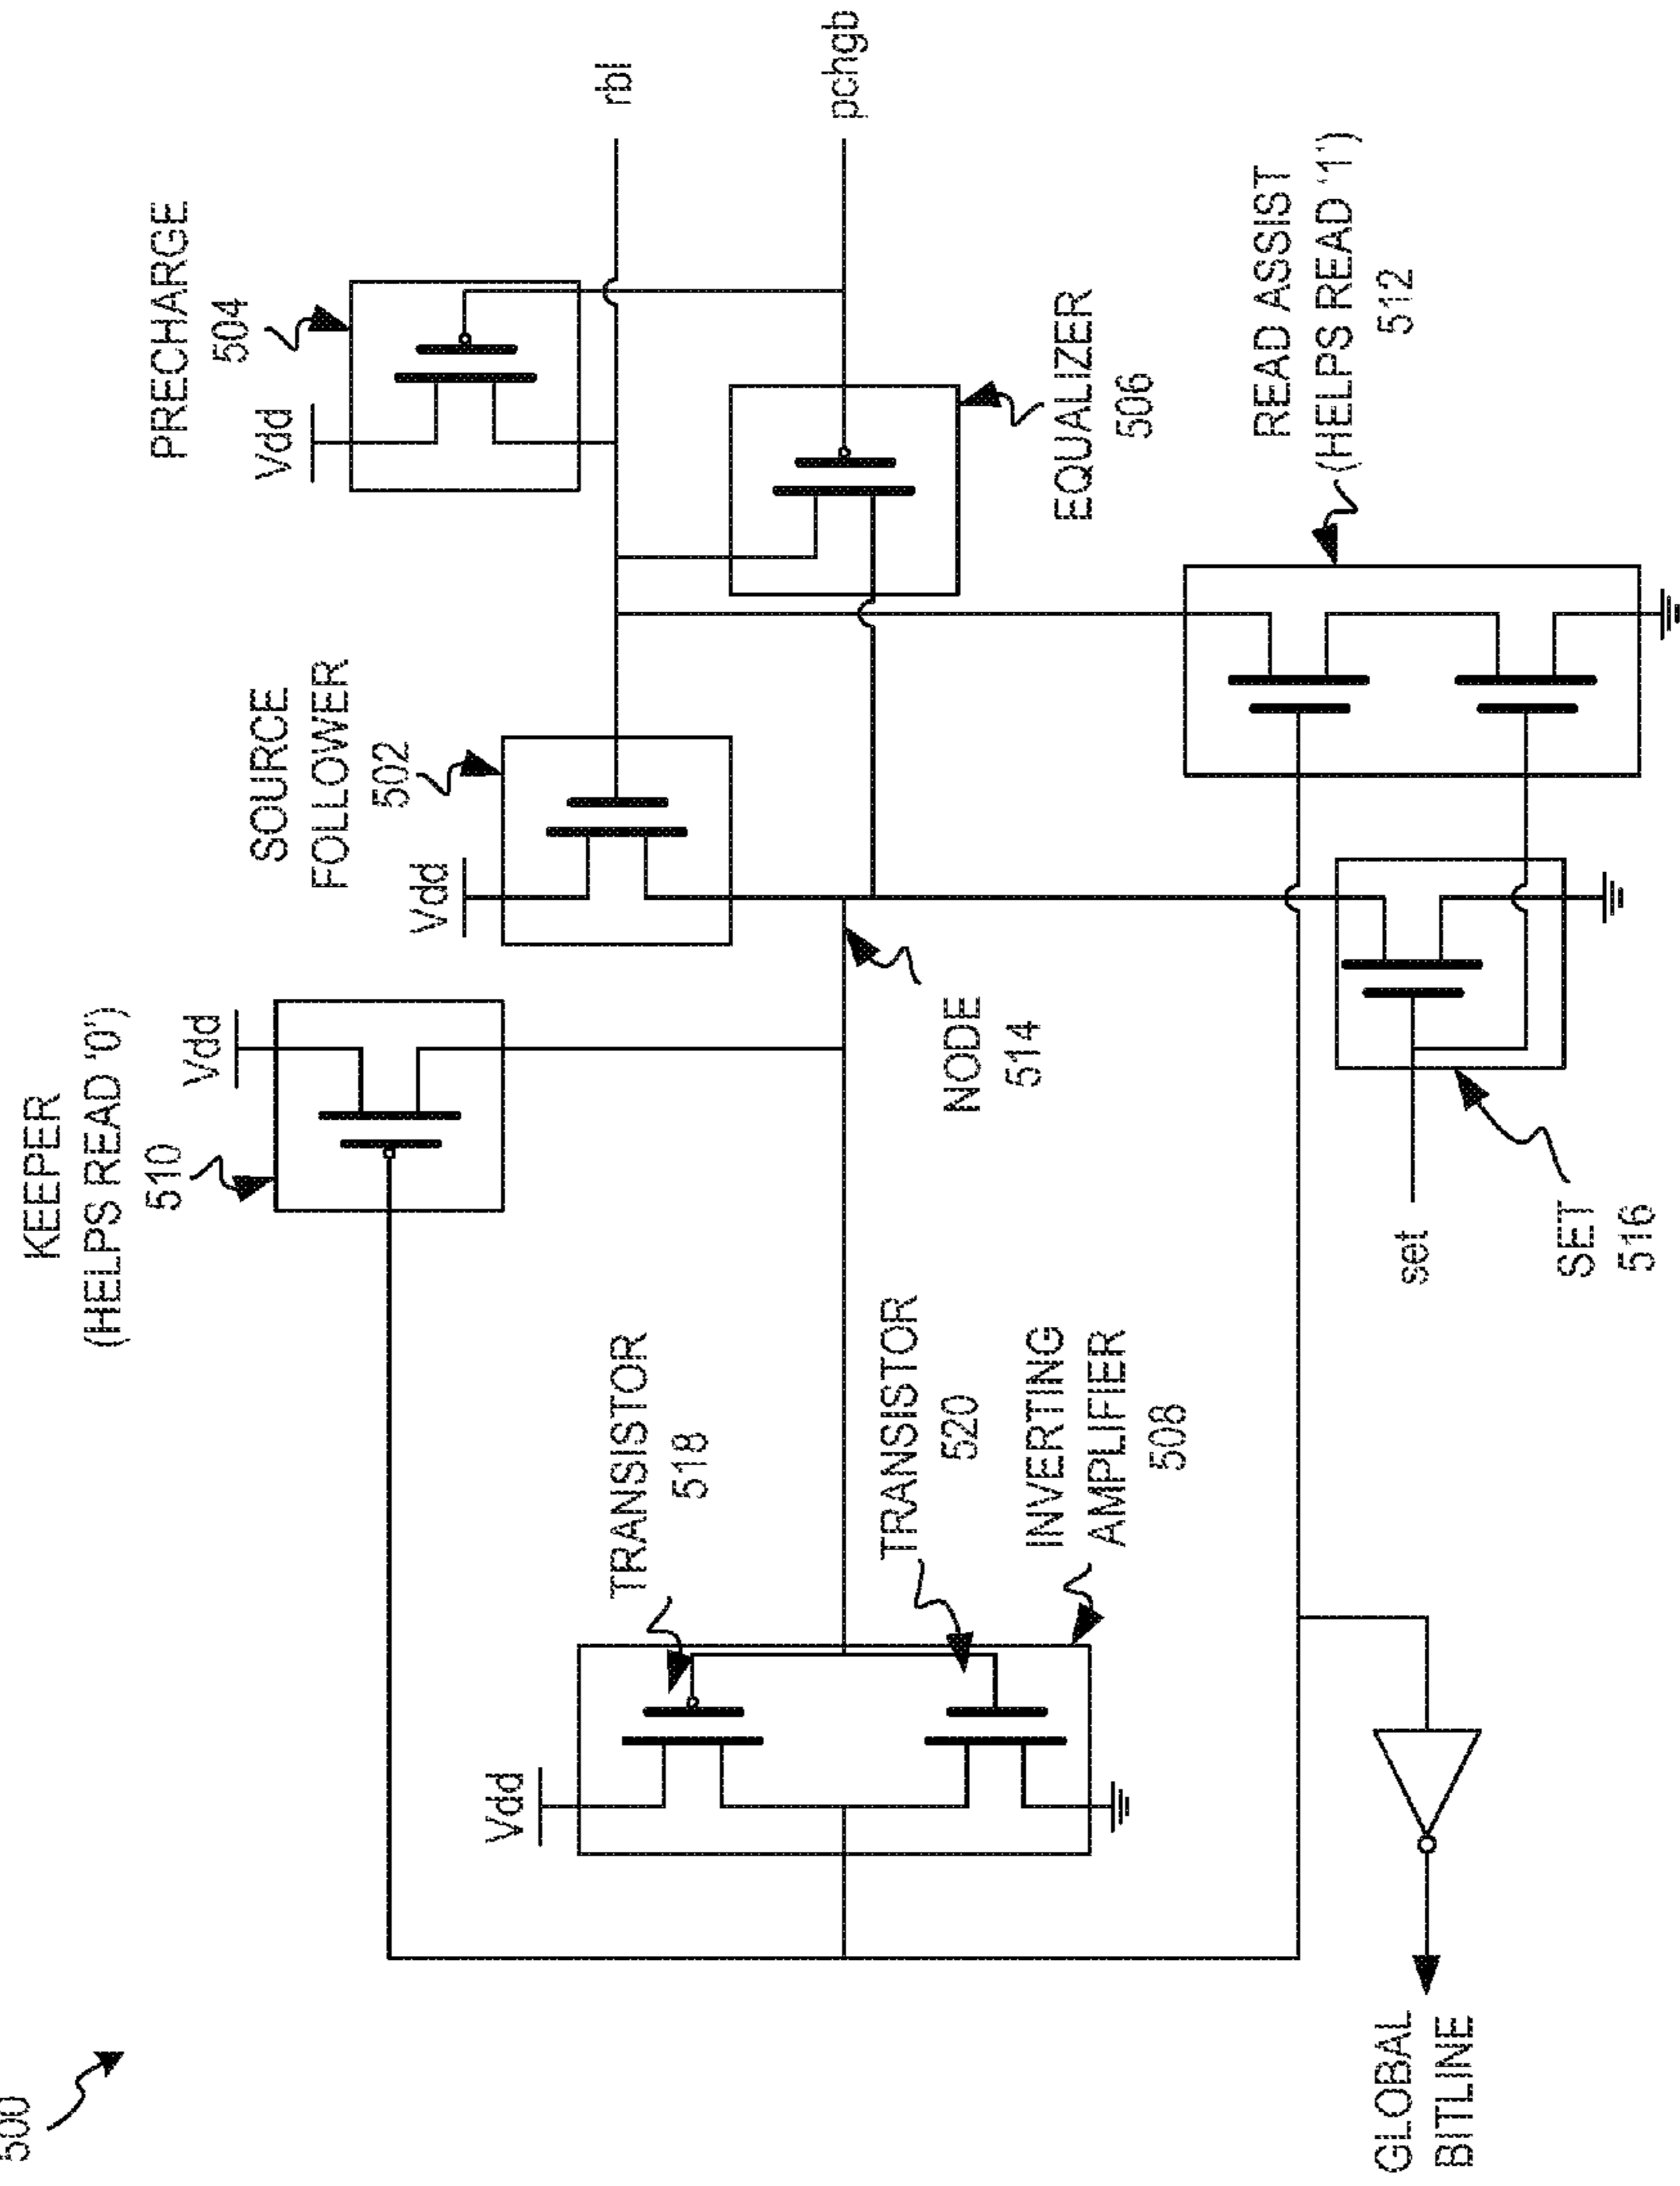 500
KEEPER
(HELPS READ '0')
510
Vdd
SOURCE
FOLLOWER
502
Vdd
PRECHARGE
504
Vdd
rbl
pchgb
EQUALIZER
506
READ ASSIST
(HELPS READ '1')
512
NODE
514
set
SET
516
TRANSISTOR
518
TRANSISTOR
520
INVERTING
AMPLIFIER
508
Vdd
GLOBAL
BITLINE